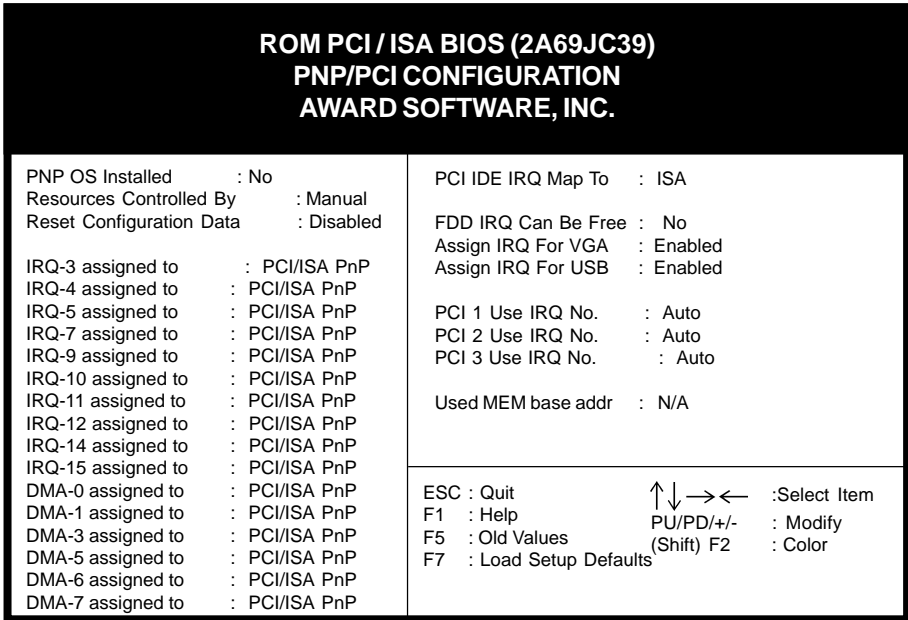 ROM PCI / ISA BIOS (2A69JC39)
PNP/PCI CONFIGURATION
AWARD SOFTWARE, INC.
PNP OS Installed : No
Resources Controlled By : Manual
Reset Configuration Data : Disabled
IRQ-3 assigned to : PCI/ISA PnP
IRQ-4 assigned to : PCI/ISA PnP
IRQ-5 assigned to : PCI/ISA PnP
IRQ-7 assigned to : PCI/ISA PnP
IRQ-9 assigned to : PCI/ISA PnP
IRQ-10 assigned to : PCI/ISA PnP
IRQ-11 assigned to : PCI/ISA PnP
IRQ-12 assigned to : PCI/ISA PnP
IRQ-14 assigned to : PCI/ISA PnP
IRQ-15 assigned to : PCI/ISA PnP
DMA-0 assigned to : PCI/ISA PnP
DMA-1 assigned to : PCI/ISA PnP
DMA-3 assigned to : PCI/ISA PnP
DMA-5 assigned to : PCI/ISA PnP
DMA-6 assigned to : PCI/ISA PnP
DMA-7 assigned to : PCI/ISA PnP
PCI IDE IRQ Map To : ISA
FDD IRQ Can Be Free : No
Assign IRQ For VGA : Enabled
Assign IRQ For USB : Enabled
PCI 1 Use IRQ No. : Auto
PCI 2 Use IRQ No. : Auto
PCI 3 Use IRQ No. : Auto
Used MEM base addr : N/A
ESC : Quit ↑↓→← :Select Item
F1 : Help PU/PD/+/- : Modify
F5 : Old Values (Shift) F2 : Color
F7 : Load Setup Defaults